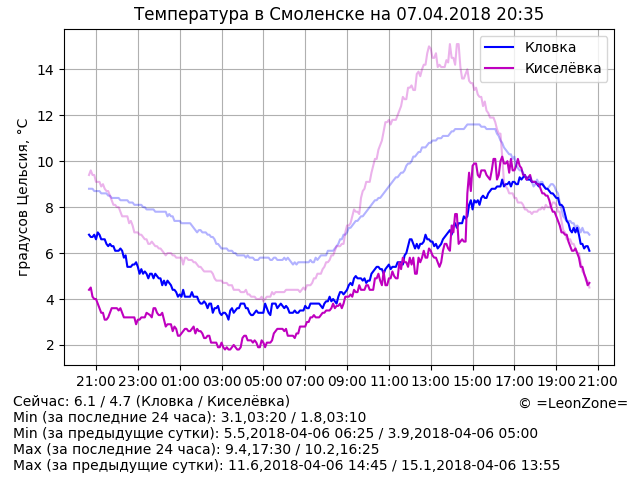 Температура в Смоленске на 07.04.2018 20:35
Кловка
Киселёвка
градусов Цельсия, °C
14
12
10
8
6
4
2
21:00 23:00 01:00 03:00 05:00 07:00 09:00 11:00 13:00 15:00 17:00 19:00 21:00
Сейчас: 6.1 / 4.7 (Кловка / Киселёвка)
© =LeonZone=
Min (за последние 24 часа): 3.1,03:20 / 1.8,03:10
Min (за предыдущие сутки): 5.5,2018-04-06 06:25 / 3.9,2018-04-06 05:00
Max (за последние 24 часа): 9.4,17:30 / 10.2,16:25
Max (за предыдущие сутки): 11.6,2018-04-06 14:45 / 15.1,2018-04-06 13:55